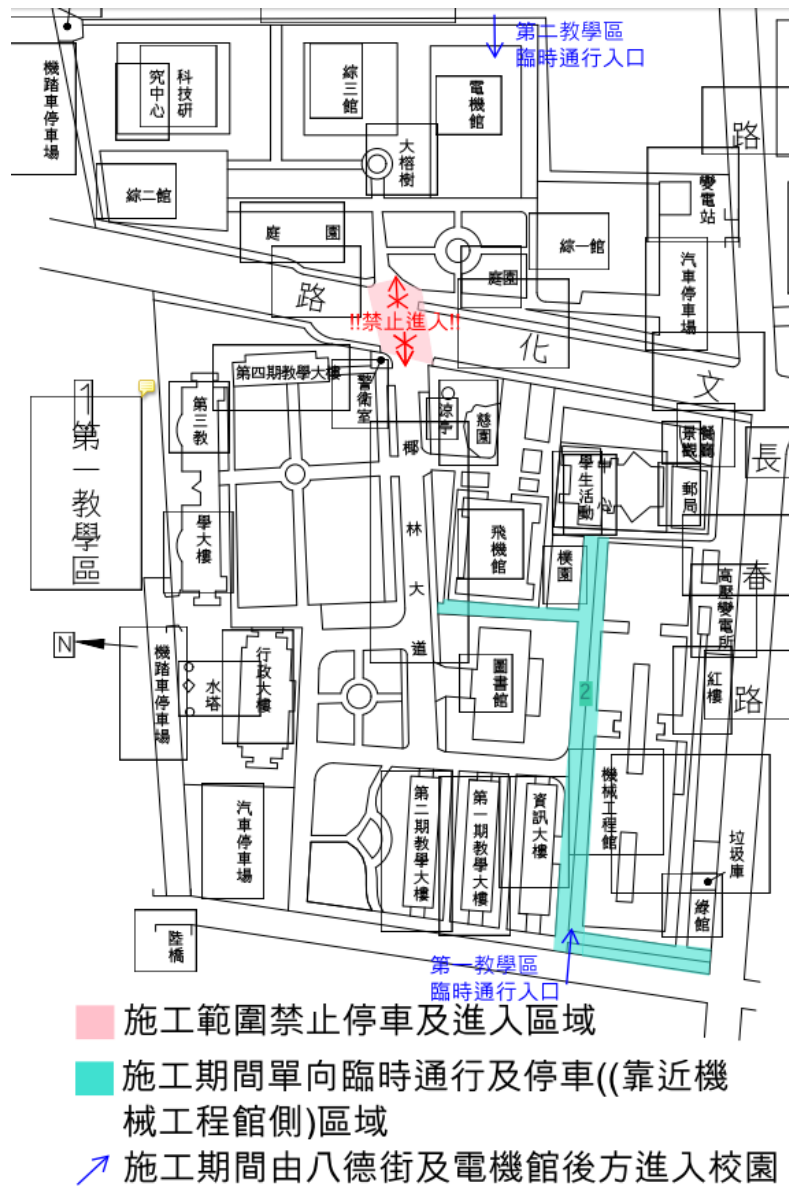 第二教學區
臨時通行入口
機踏車停車場
科技研
究中心
綜三館
電機館
大榕樹
路
變電站
綜二館
庭園
綜一館
汽車停車場
庭園
路
!!禁止進入!!
化
文
第四期教學大樓
警衛室
第三教
涼亭
慈園
1
第一教學區
椰
學生活動
中心
景觀
餐廳
郵局
長
學大樓
林
飛機館
樸園
大
高壓變電所
春
N
機踏車停車場
水塔
行政大樓
道
圖書館
2
紅樓
路
汽車停車場
第二期教學大樓
第一期教學大樓
資訊大樓
機械工程館
垃圾庫
綠館
陸橋
第一教學區
臨時通行入口
施工範圍禁止停車及進入區域
施工期間單向臨時通行及停車((靠近機
械工程館側)區域
施工期間由八德街及電機館後方進入校園